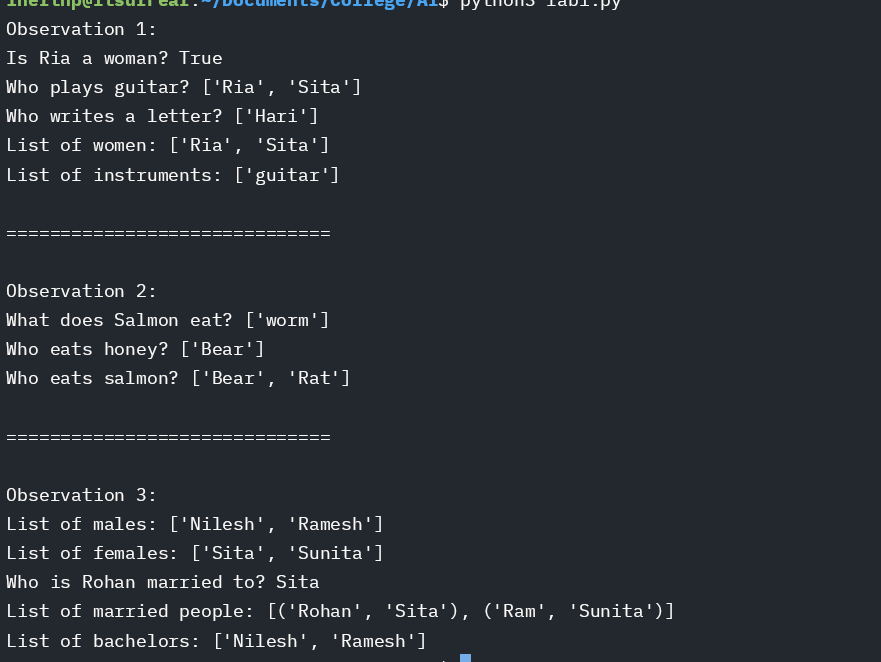 :~/Documents/College/AI$ python3 lab1.py
Observation 1:
Is Ria a woman? True
Who plays guitar? ['Ria', 'Sita']
Who writes a letter? ['Hari']
List of women: ['Ria', 'Sita']
List of instruments: ['guitar']
==============================
Observation 2:
What does Salmon eat? ['worm']
Who eats honey? ['Bear']
Who eats salmon? ['Bear', 'Rat']
==============================
Observation 3:
List of males: ['Nilesh', 'Ramesh']
List of females: ['Sita', 'Sunita']
Who is Rohan married to? Sita
List of married people: [('Rohan', 'Sita'), ('Ram', 'Sunita')]
List of bachelors: ['Nilesh', 'Ramesh']